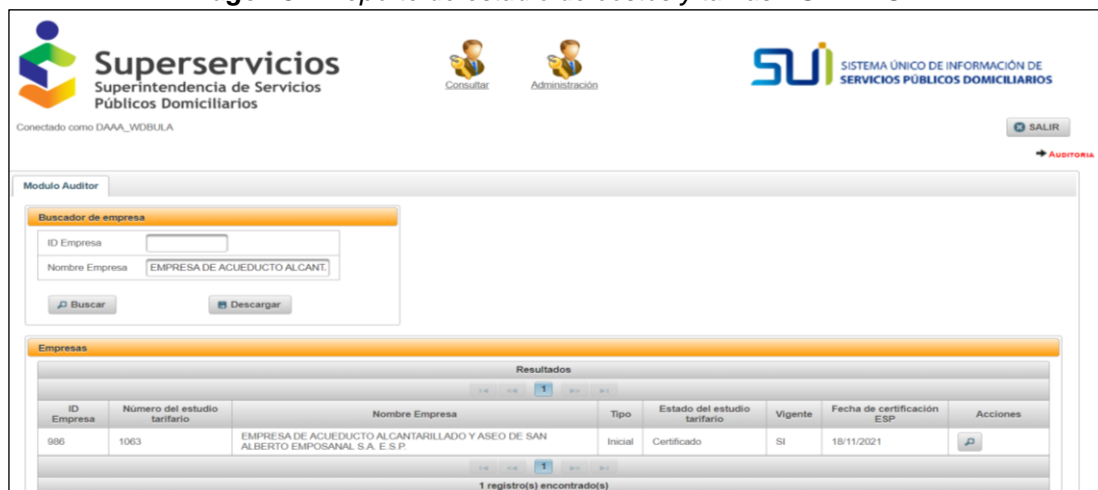 Superservicios
Superintendencia de Servicios
Públicos Domiciliarios
Consultar
Administración
sui
SISTEMA ÚNICO DE INFORMACIÓN DE
SERVICIOS PÚBLICOS DOMICILIARIOS
Conectado como DAAA_WDBULA
SALIR
AUDITORIA
Modulo Auditor
Buscador de empresa
ID Empresa
Nombre Empresa EMPRESA DE ACUEDUCTO ALCANT.
Buscar Descargar
Empresas
Resultados
1
ID Empresa Número del estudio tarifario Nombre Empresa Tipo Estado del estudio tarifario Vigente Fecha de certificación ESP Acciones
986 1063 EMPRESA DE ACUEDUCTO ALCANTARILLADO Y ASEO DE SAN ALBERTO EMPOSANAL S.A. E.S.P. Inicial Certificado SI 18/11/2021
1
1 registro(s) encontrado(s)